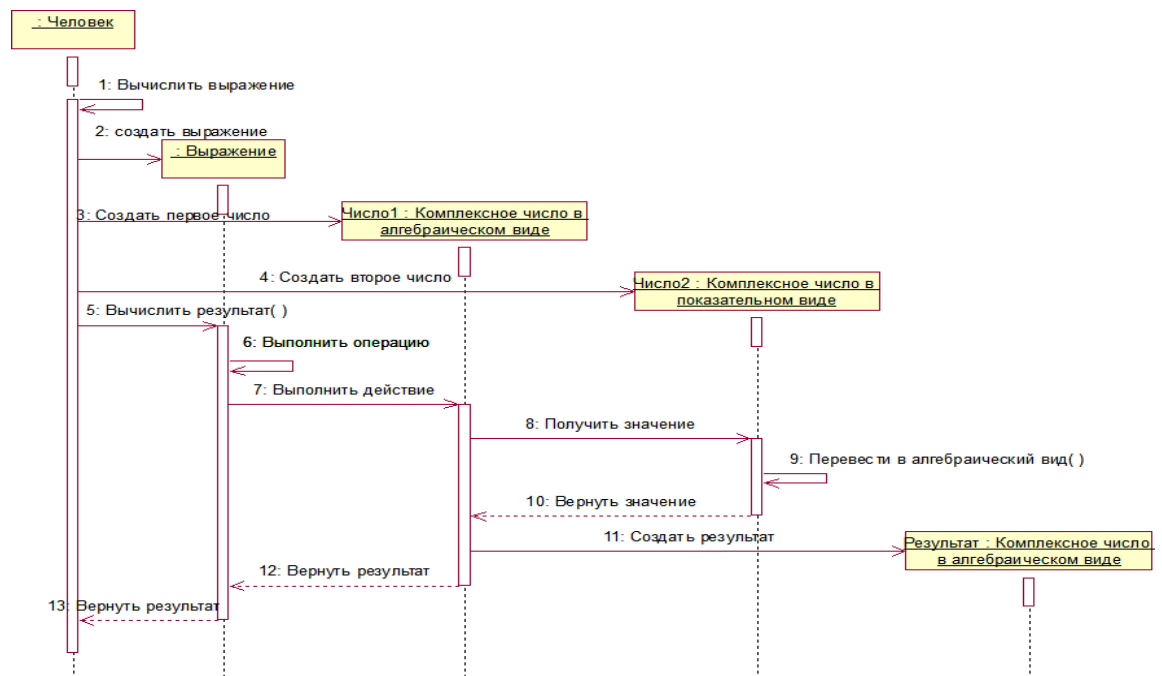 : Человек
1: Вычислить выражение
2: создать выражение
: Выражение
3: Создать первое число
Число1 : Комплексное число в
алгебраическом виде
4: Создать второе число
Число2 : Комплексное число в
показательном виде
5: Вычислить результат( )
6: Выполнить операцию
7: Выполнить действие
8: Получить значение
9: Перевести в алгебраический вид( )
10: Вернуть значение
11: Создать результат
Результат : Комплексное число
в алгебраическом виде
12: Вернуть результат
13: Вернуть результат